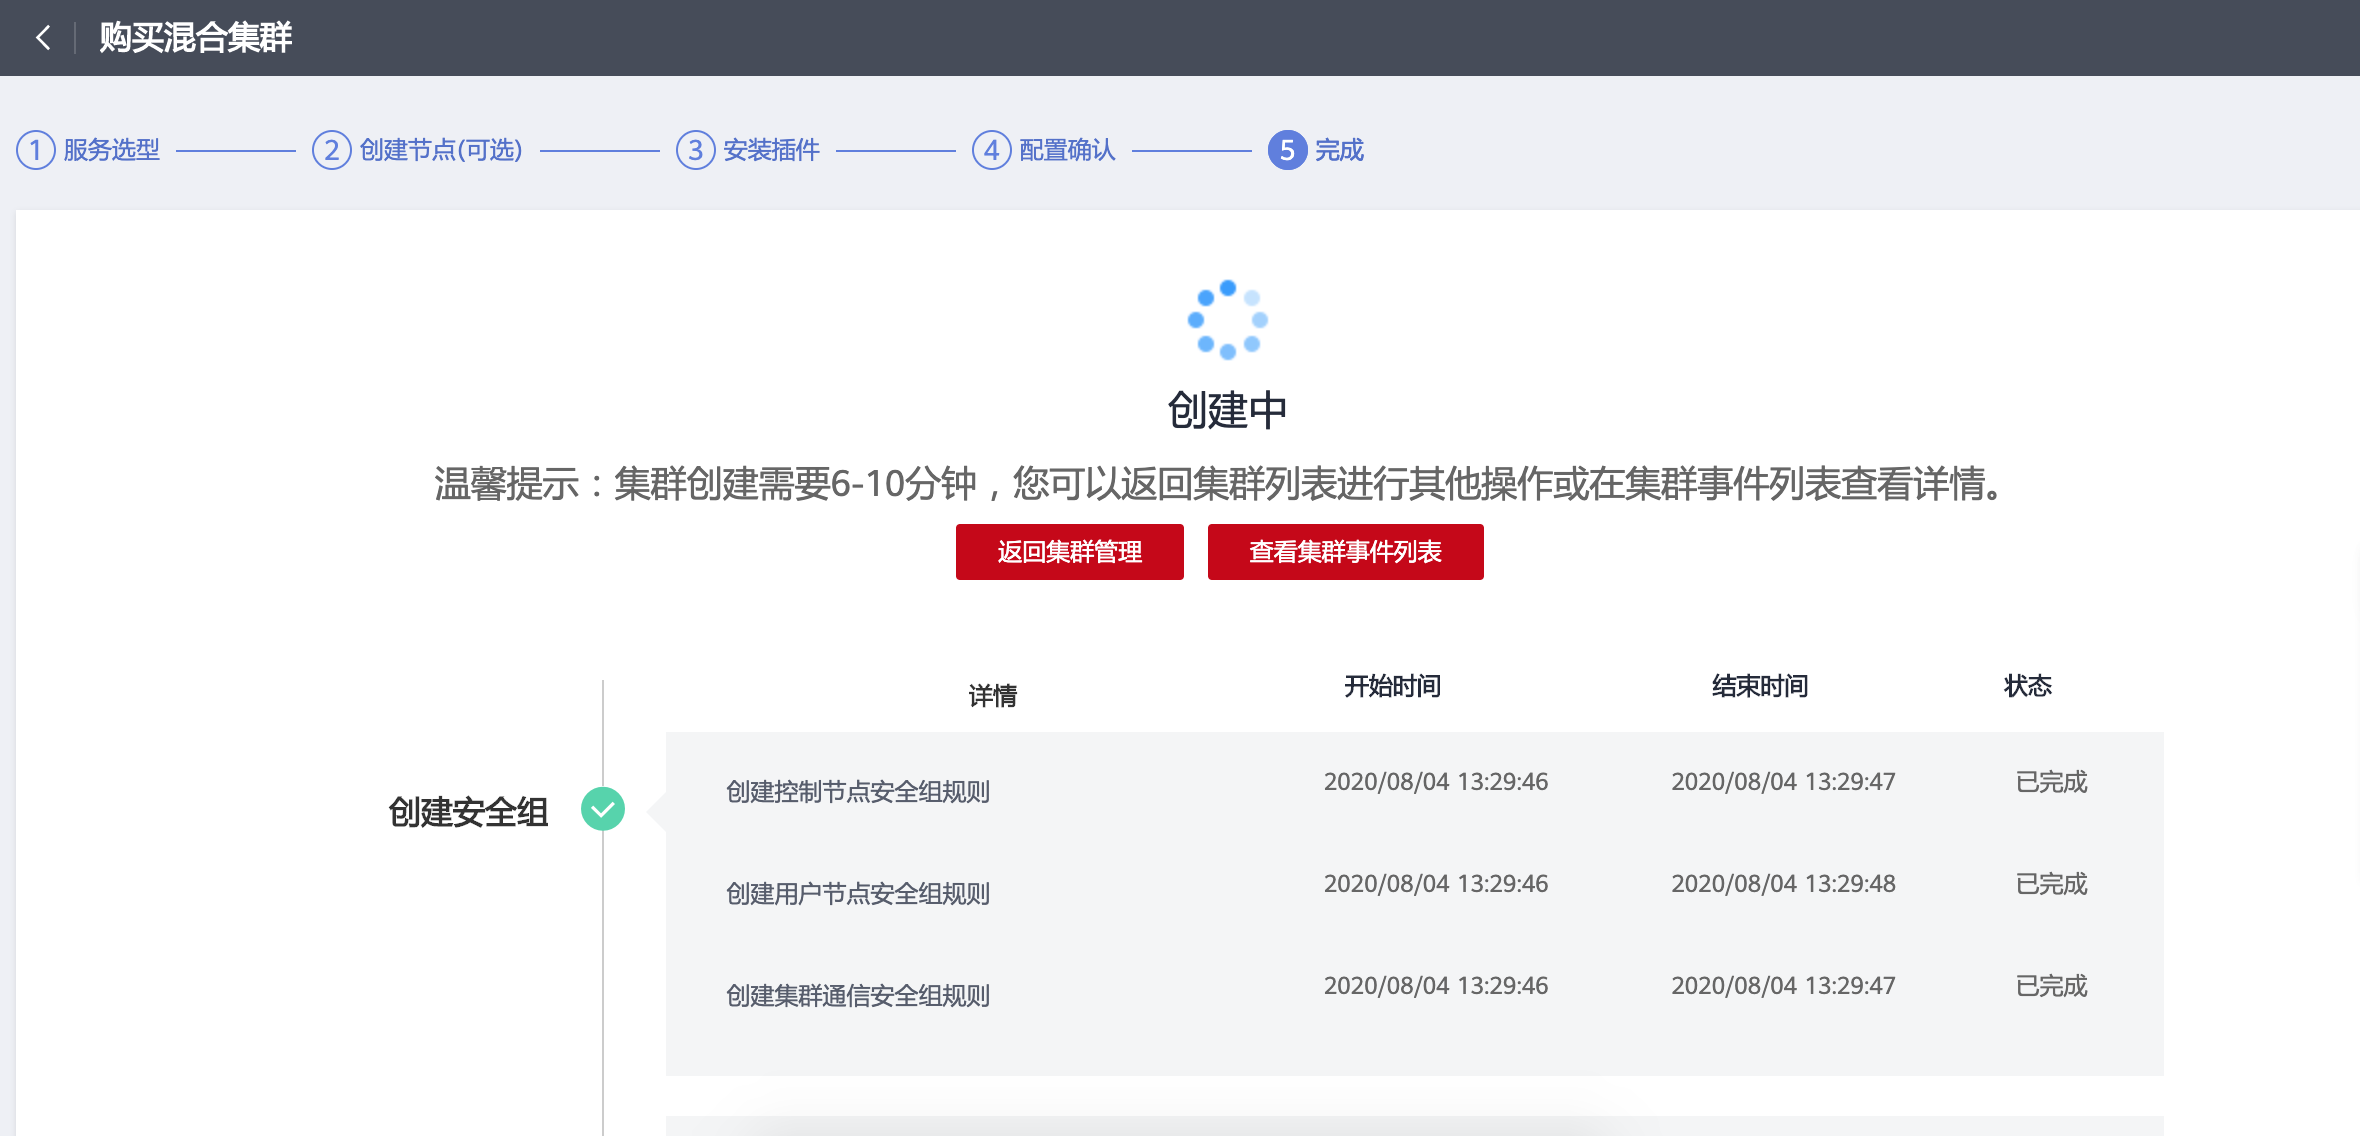 购买混合集群
1 服务选型 2 创建节点(可选) 3 安装插件 4 配置确认 5 完成
创建中
温馨提示：集群创建需要6-10分钟，您可以返回集群列表进行其他操作或在集群事件列表查看详情。
返回集群管理 查看集群事件列表
详情 开始时间 结束时间 状态
创建安全组
创建控制节点安全组规则 2020/08/04 13:29:46 2020/08/04 13:29:47 已完成
创建用户节点安全组规则 2020/08/04 13:29:46 2020/08/04 13:29:48 已完成
创建集群通信安全组规则 2020/08/04 13:29:46 2020/08/04 13:29:47 已完成